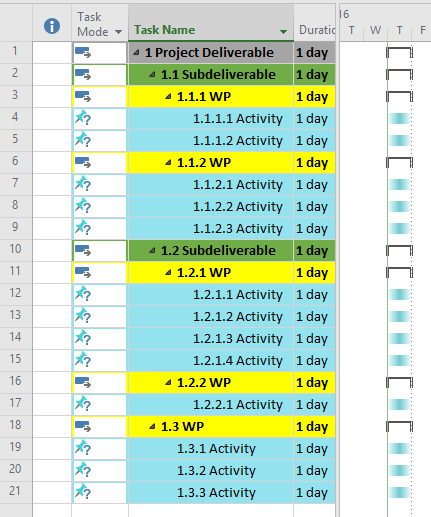 16
Task Mode Task Name Duratio T W T F
1 1 Project Deliverable 1 day
2 1.1 Subdeliverable 1 day
3 1.1.1 WP 1 day
4 1.1.1.1 Activity 1 day
5 1.1.1.2 Activity 1 day
6 1.1.2 WP 1 day
7 1.1.2.1 Activity 1 day
8 1.1.2.2 Activity 1 day
9 1.1.2.3 Activity 1 day
10 1.2 Subdeliverable 1 day
11 1.2.1 WP 1 day
12 1.2.1.1 Activity 1 day
13 1.2.1.2 Activity 1 day
14 1.2.1.3 Activity 1 day
15 1.2.1.4 Activity 1 day
16 1.2.2 WP 1 day
17 1.2.2.1 Activity 1 day
18 1.3 WP 1 day
19 1.3.1 Activity 1 day
20 1.3.2 Activity 1 day
21 1.3.3 Activity 1 day